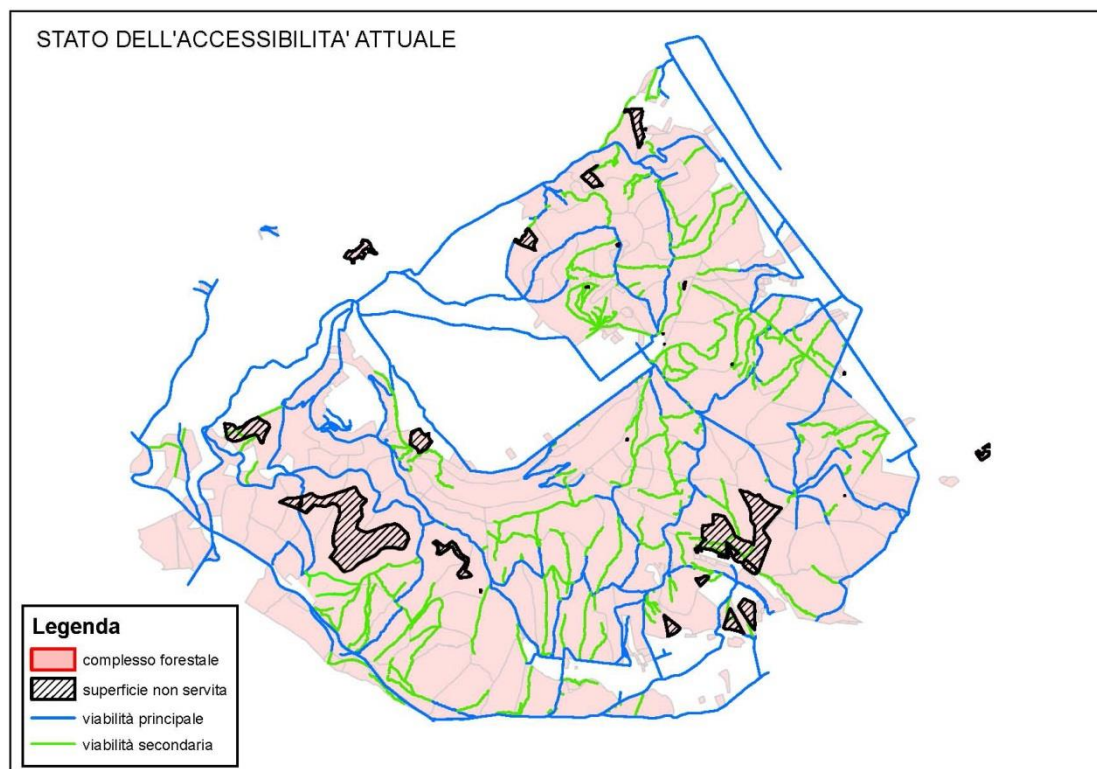 STATO DELL'ACCESSIBILITA' ATTUALE
Legenda
complesso forestale
superficie non servita
viabilità principale
viabilità secondaria